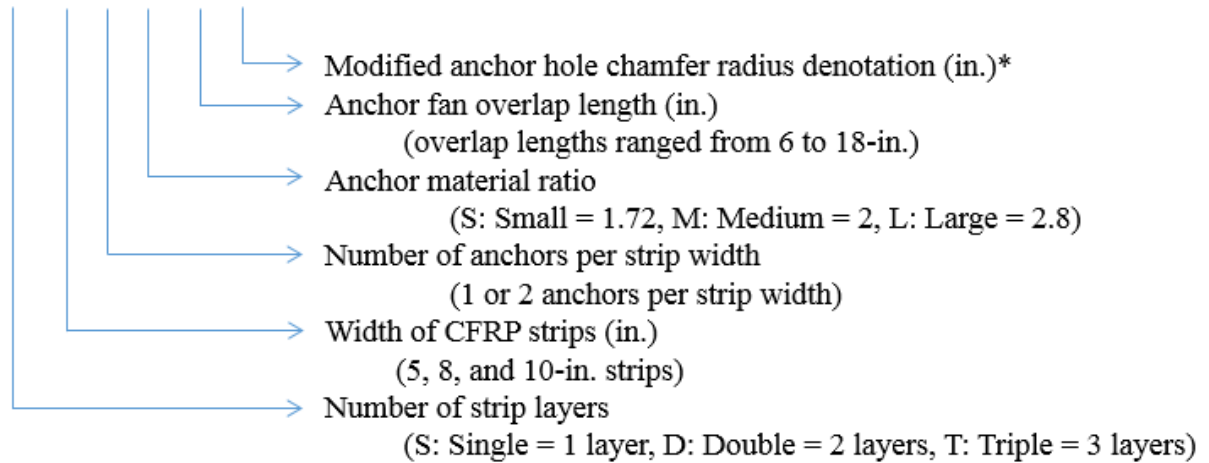 Modified anchor hole chamfer radius denotation (in.)*
Anchor fan overlap length (in.)
(overlap lengths ranged from 6 to 18-in.)
Anchor material ratio
(S: Small = 1.72, M: Medium = 2, L: Large = 2.8)
Number of anchors per strip width
(1 or 2 anchors per strip width)
Width of CFRP strips (in.)
(5, 8, and 10-in. strips)
Number of strip layers
(S: Single = 1 layer, D: Double = 2 layers, T: Triple = 3 layers)